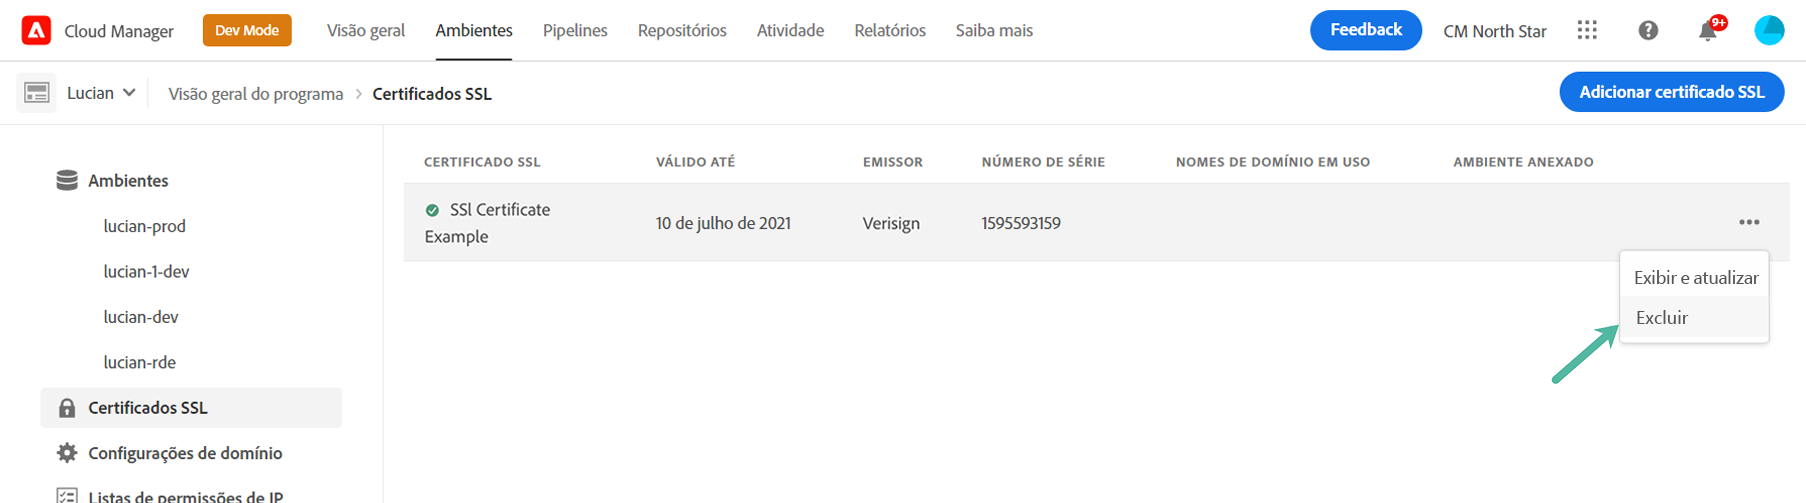 Cloud Manager Dev Mode Visão geral Ambientes Pipelines Repositórios Atividade Relatórios Saiba mais Feedback CM North Star 9+
Lucian Visão geral do programa > Certificados SSL Adicionar certificado SSL
Ambientes
lucian-prod
lucian-1-dev
lucian-dev
lucian-rde
Certificados SSL
Configurações de domínio
Listas de permissões de IP
CERTIFICADO SSL VÁLIDO ATÉ EMISSOR NÚMERO DE SÉRIE NOMES DE DOMÍNIO EM USO AMBIENTE ANEXADO
SSl Certificate
Example
10 de julho de 2021 Verisign 1595593159
Exibir e atualizar
Excluir